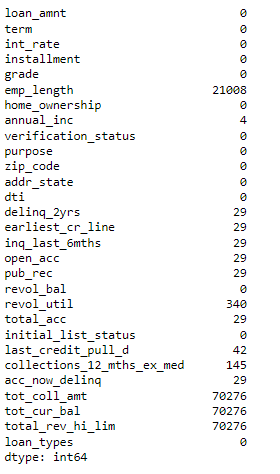 loan_amnt 0
term 0
int_rate 0
installment 0
grade 0
emp_length 21008
home_ownership 0
annual_inc 4
verification_status 0
purpose 0
zip_code 0
addr_state 0
dti 0
delinq_2yrs 29
earliest_cr_line 29
inq_last_6mths 29
open_acc 29
pub_rec 29
revol_bal 0
revol_util 340
total_acc 29
initial_list_status 0
last_credit_pull_d 42
collections_12_mths_ex_med 145
acc_now_delinq 29
tot_coll_amt 70276
tot_cur_bal 70276
total_rev_hi_lim 70276
loan_types 0
dtype: int64